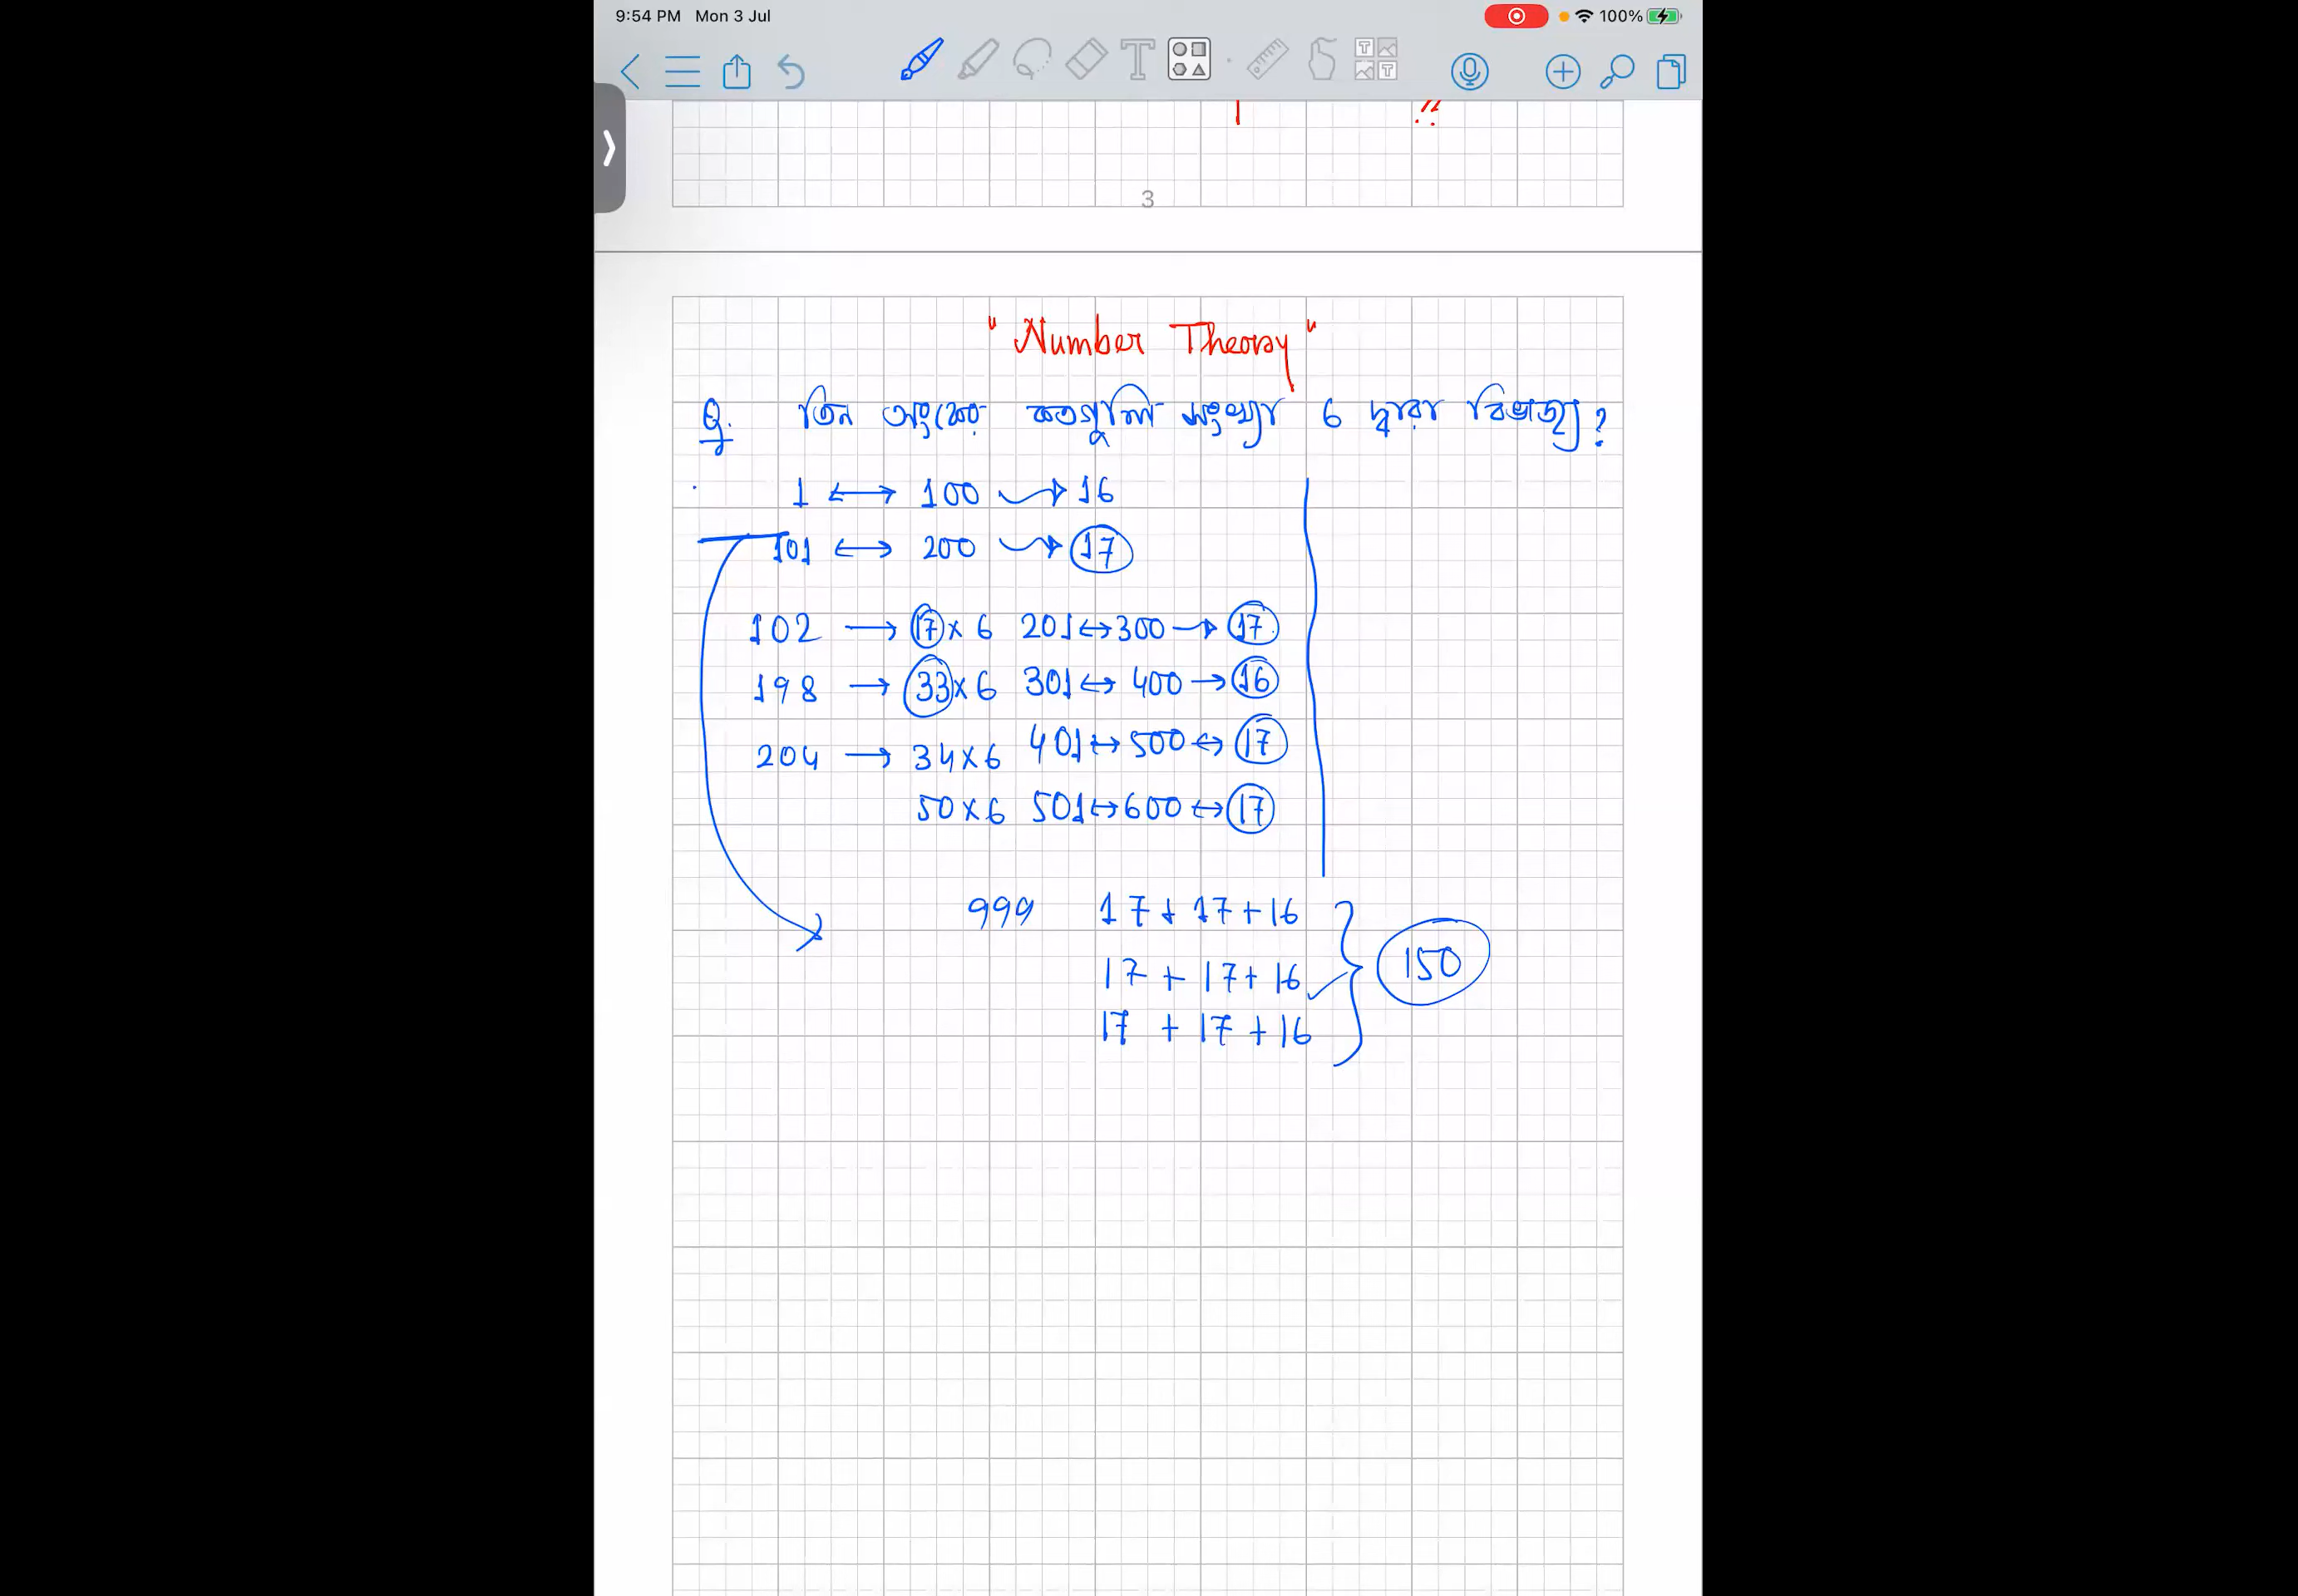 9:54 PM Mon 3 Jul 100%
!!
3
"Number Theory"
Q. তিন অংকের কতগুলি সংখ্যা 6 দ্বারা বিভাজ্য?
1 ↔ 100 → 16
101 ↔ 200 → 17
102 → 17 × 6 201 ↔ 300 → 17
198 → 33 × 6 301 ↔ 400 → 16
204 → 34 × 6 401 ↔ 500 ↔ 17
50 × 6 501 ↔ 600 ↔ 17
999 17 + 17 + 16
17 + 17 + 16 150
17 + 17 + 16